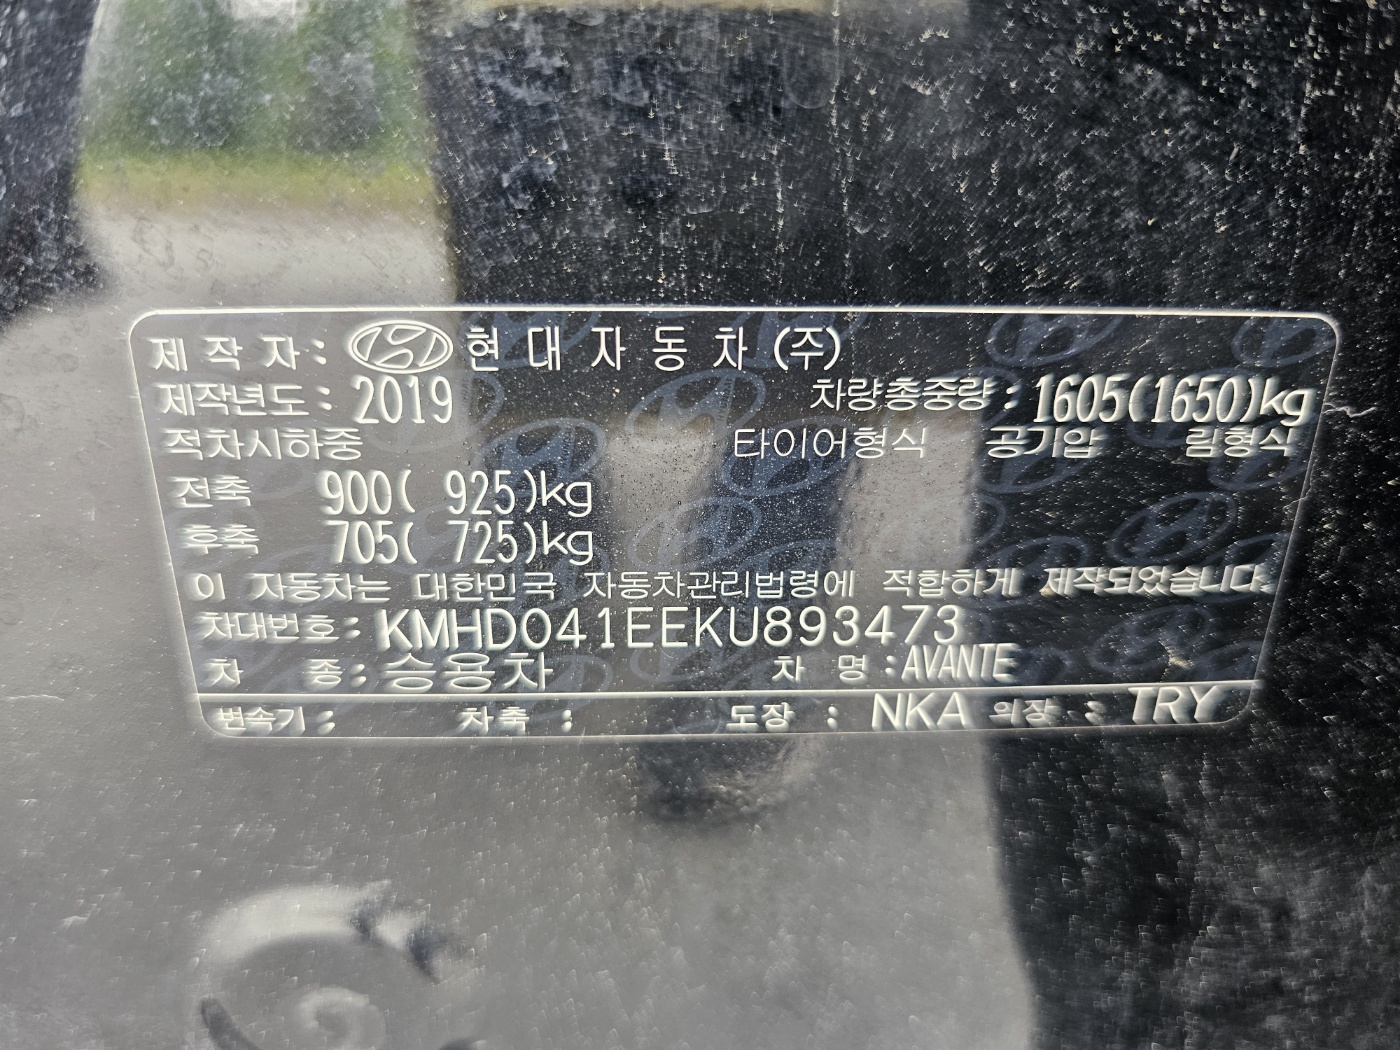 제 작 자 : 현 대 자 동 차 (주)
제작년도 : 2019 차량총중량 : 1605(1650)kg
적차시하중 타이어형식 공기압 림형식
전축 900( 925)kg
후축 705( 725)kg
이 자동차는 대한민국 자동차관리법령에 적합하게 제작되었습니다.
차대번호 : KMHD041EEKU893473
차 종 : 승용차 차 명 : AVANTE
변속기 : 차축 : 도장 : NKA 의장 : TRY